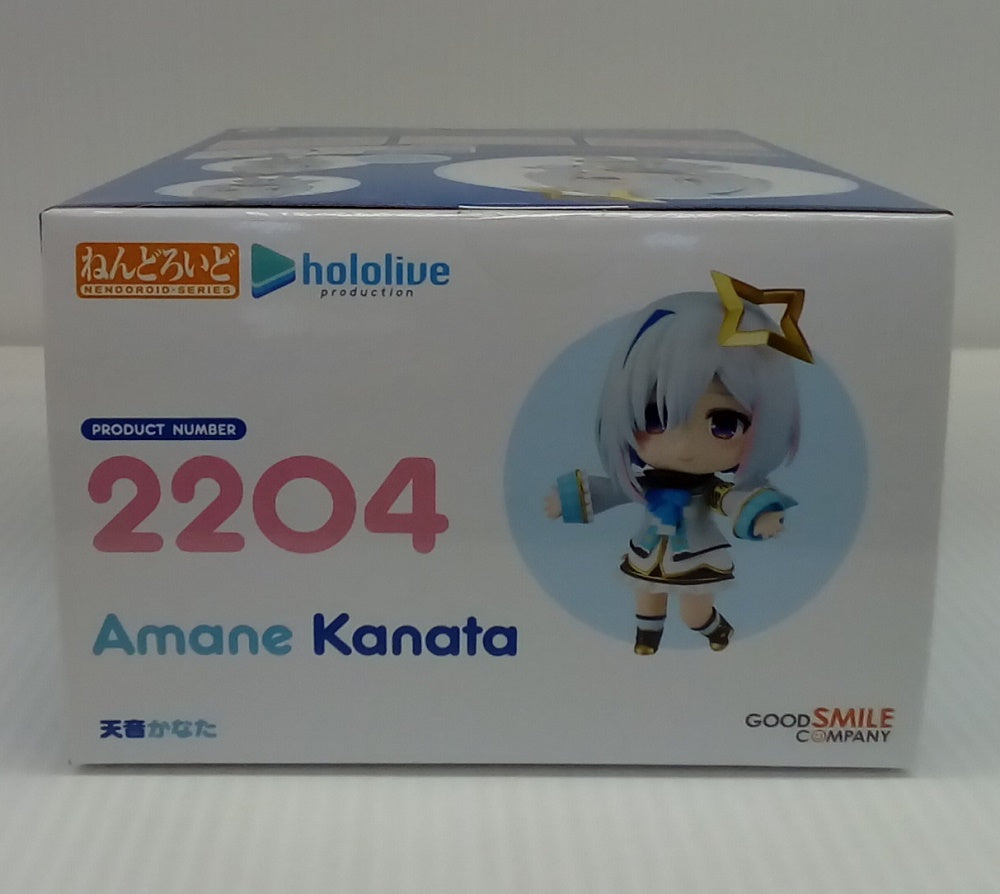 ねんどろいど
NENDOROID-SERIES
hololive
production
PRODUCT NUMBER
2204
Amane Kanata
天音かなた
GOOD SMILE
COMPANY